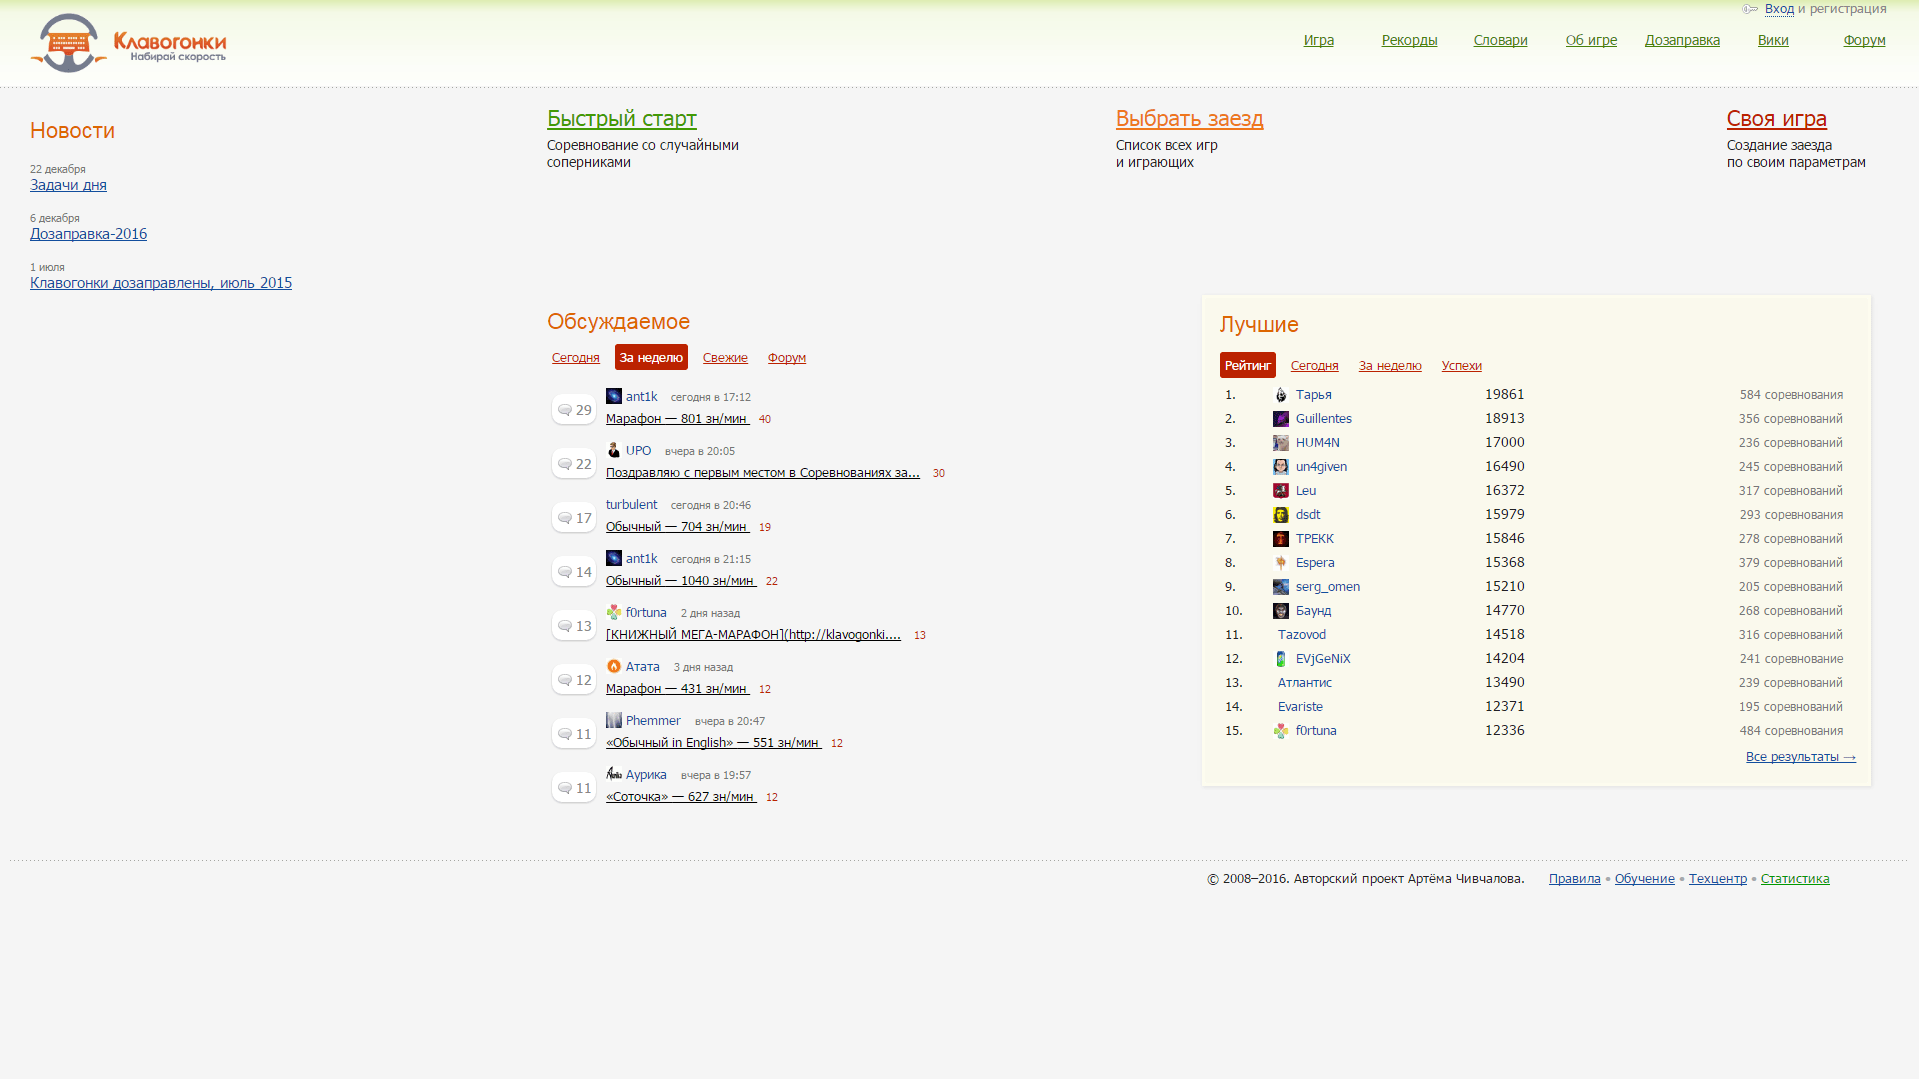 Вход и регистрация
Клавогонки
Набирай скорость
Игра
Рекорды
Словари
Об игре
Дозаправка
Вики
Форум
Новости
22 декабря
Задачи дня
6 декабря
Дозаправка-2016
1 июля
Клавогонки дозаправлены, июль 2015
Быстрый старт
Соревнование со случайными
соперниками
Выбрать заезд
Список всех игр
и играющих
Своя игра
Создание заезда
по своим параметрам
Обсуждаемое
Сегодня За неделю Свежие Форум
29 ant1k сегодня в 17:12
Марафон — 801 зн/мин 40
22 UPO вчера в 20:05
Поздравляю с первым местом в Соревнованиях за... 30
17 turbulent сегодня в 20:46
Обычный — 704 зн/мин 19
14 ant1k сегодня в 21:15
Обычный — 1040 зн/мин 22
13 f0rtuna 2 дня назад
[КНИЖНЫЙ МЕГА-МАРАФОН](http://klavogonki.... 13
12 Атата 3 дня назад
Марафон — 431 зн/мин 12
11 Phemmer вчера в 20:47
«Обычный in English» — 551 зн/мин 12
11 Аурика вчера в 19:57
«Соточка» — 627 зн/мин 12
Лучшие
Рейтинг Сегодня За неделю Успехи
1. Тарья 19861 584 соревнования
2. Guillentes 18913 356 соревнований
3. HUM4N 17000 236 соревнований
4. un4given 16490 245 соревнований
5. Leu 16372 317 соревнований
6. dsdt 15979 293 соревнования
7. ТРЕКК 15846 278 соревнований
8. Espera 15368 379 соревнований
9. serg_omen 15210 205 соревнований
10. Баунд 14770 268 соревнований
11. Tazovod 14518 316 соревнований
12. EVjGeNiX 14204 241 соревнование
13. Атлантис 13490 239 соревнований
14. Evariste 12371 195 соревнований
15. f0rtuna 12336 484 соревнования
Все результаты →
© 2008–2016. Авторский проект Артёма Чивчалова. Правила • Обучение • Техцентр • Статистика